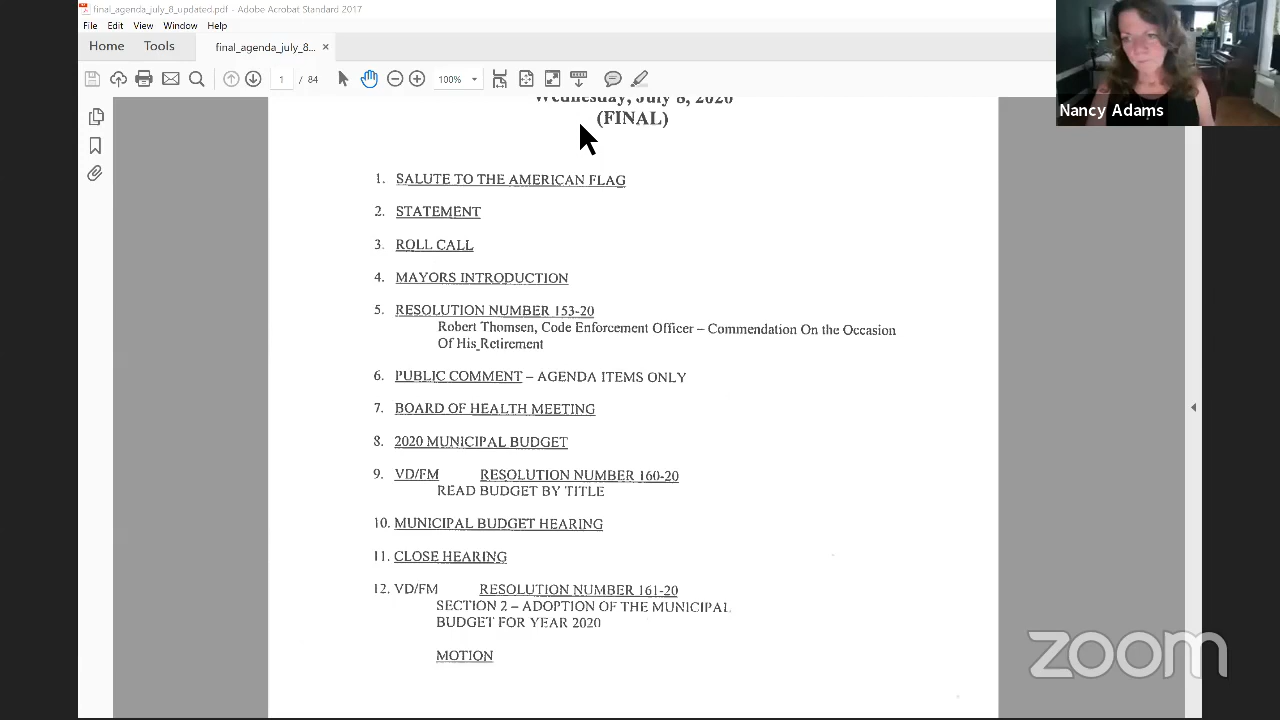 final_agenda_july_8_updated.pdf - Adobe Acrobat Standard 2017
File Edit View Window Help
Home Tools final_agenda_july_8... ×
1 / 84 100%
Nancy Adams
Wednesday, July 8, 2020
(FINAL)
1. SALUTE TO THE AMERICAN FLAG
2. STATEMENT
3. ROLL CALL
4. MAYORS INTRODUCTION
5. RESOLUTION NUMBER 153-20
Robert Thomsen, Code Enforcement Officer – Commendation On the Occasion
Of His Retirement
6. PUBLIC COMMENT – AGENDA ITEMS ONLY
7. BOARD OF HEALTH MEETING
8. 2020 MUNICIPAL BUDGET
9. VD/FM RESOLUTION NUMBER 160-20
READ BUDGET BY TITLE
10. MUNICIPAL BUDGET HEARING
11. CLOSE HEARING
12. VD/FM RESOLUTION NUMBER 161-20
SECTION 2 – ADOPTION OF THE MUNICIPAL
BUDGET FOR YEAR 2020
MOTION
zoom